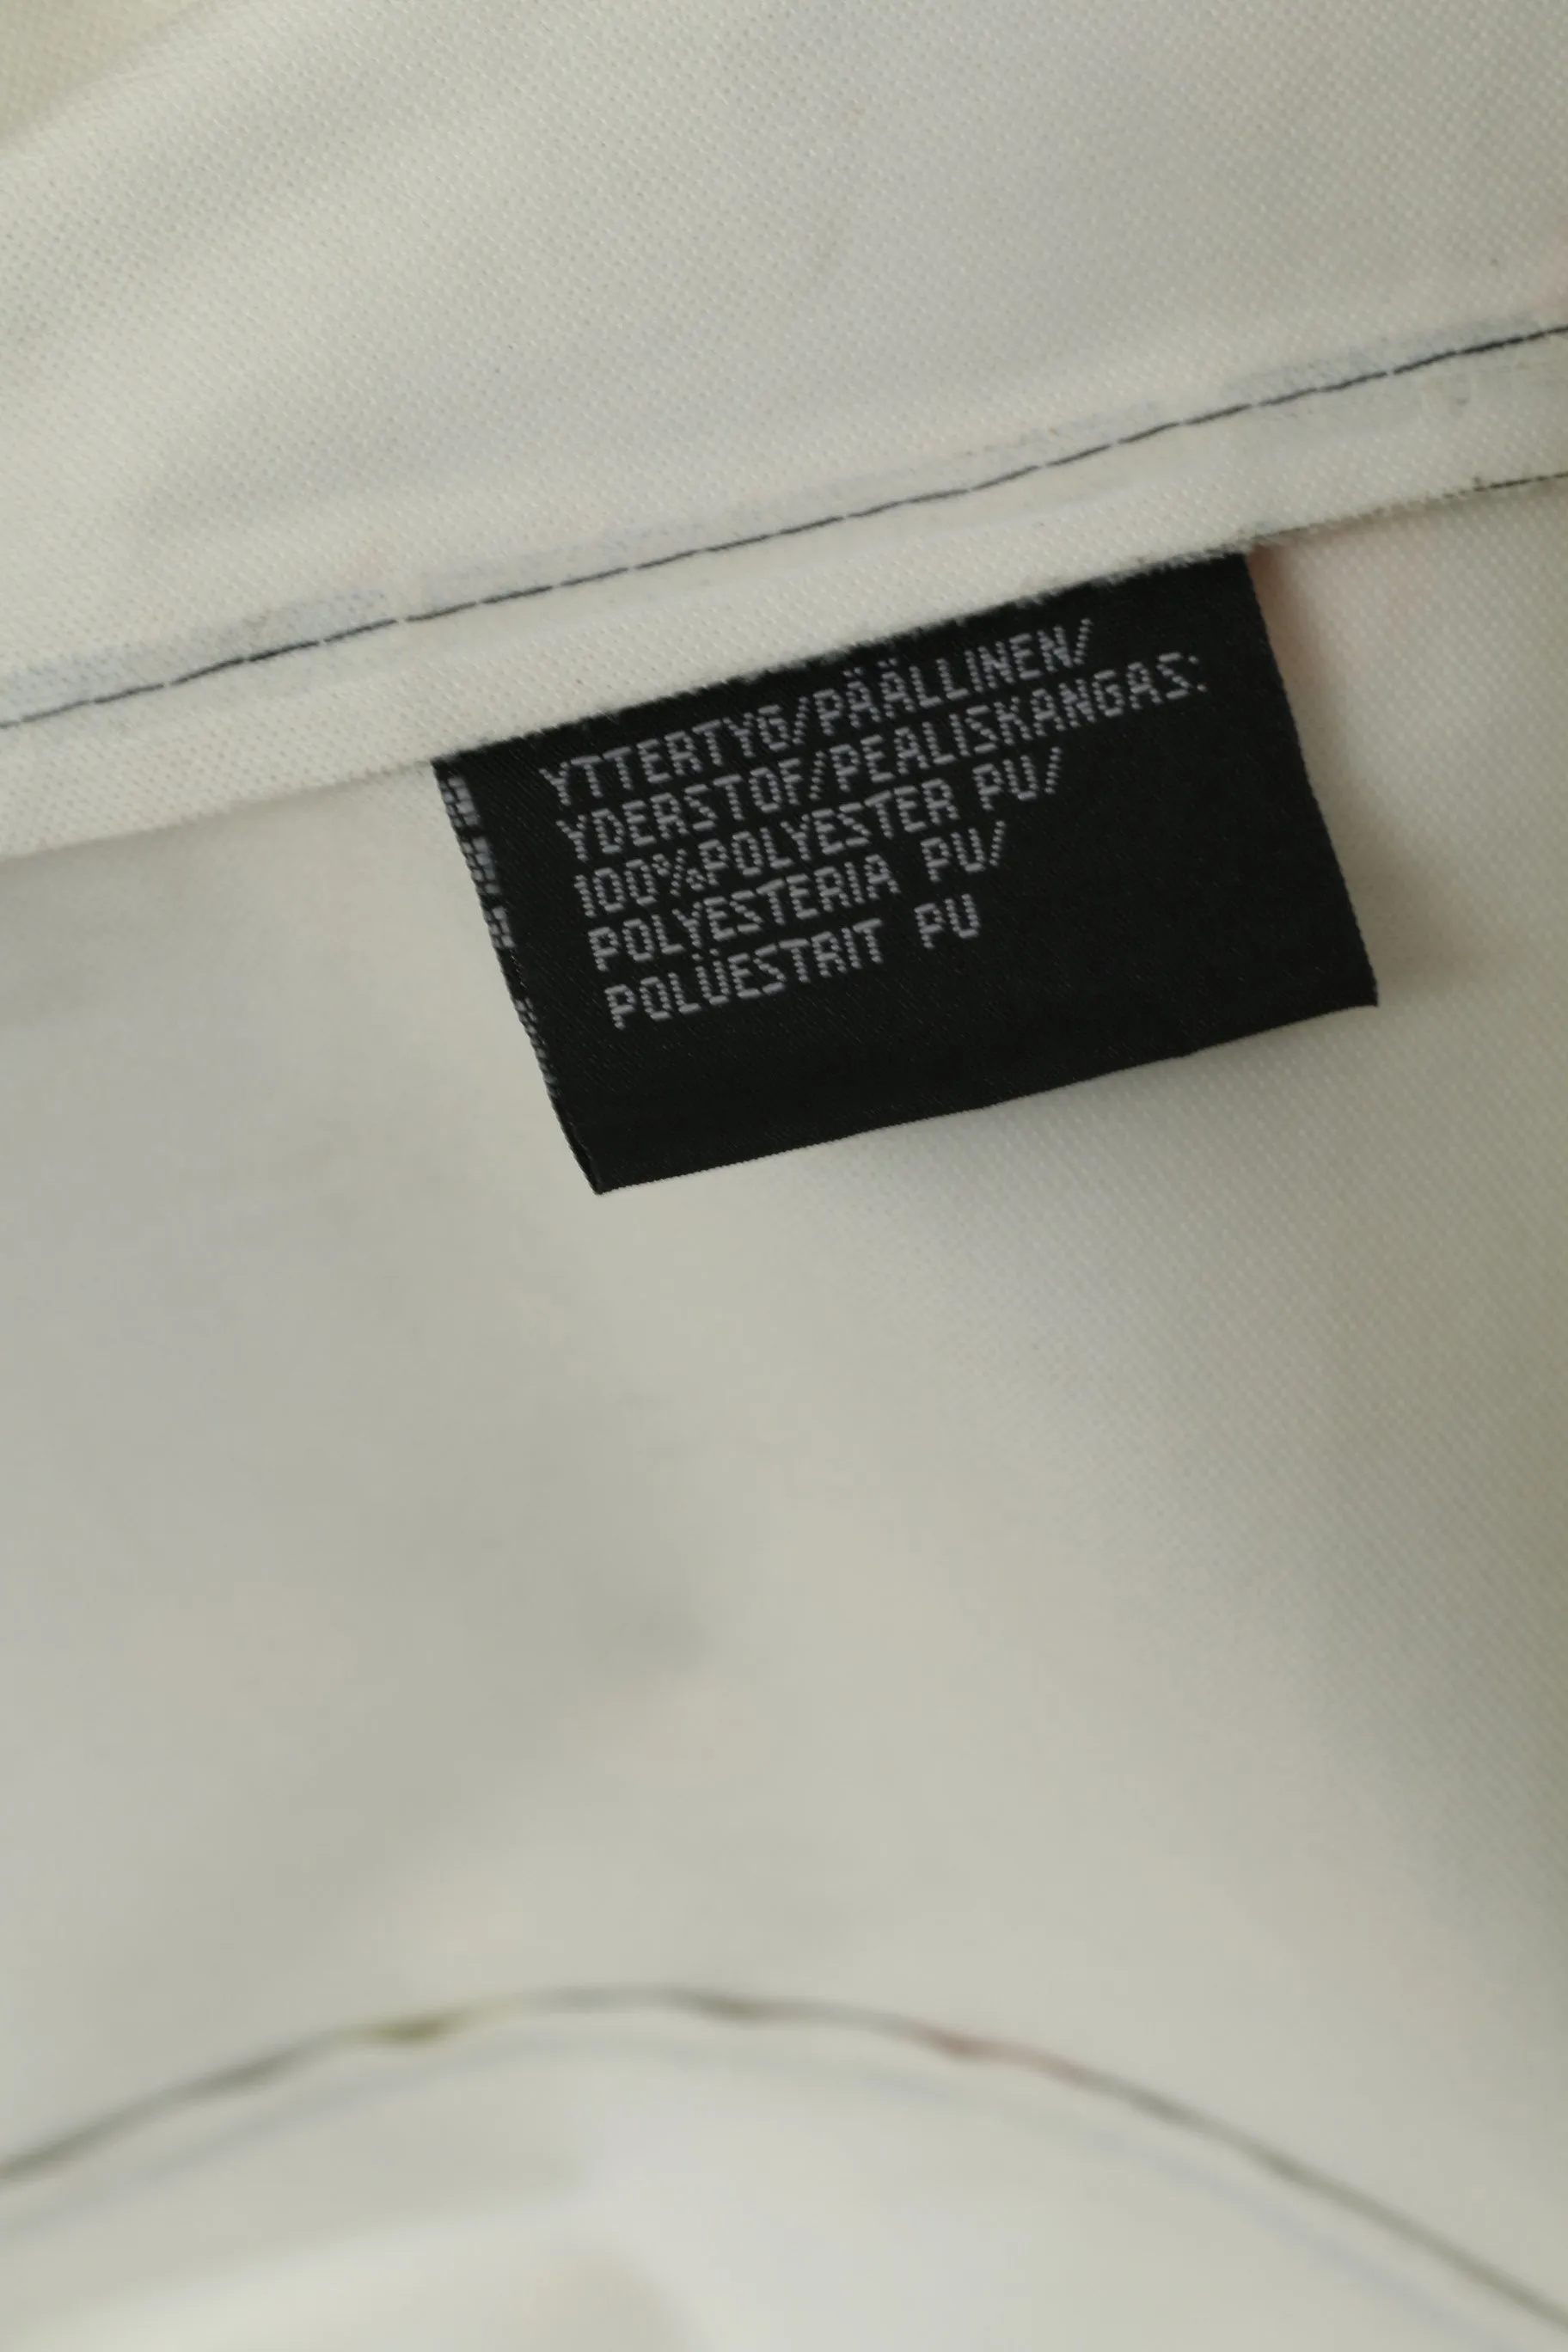 YTTERTYG/PÄÄLLINEN/
YDERSTOF/PEALISKANGAS:
100%POLYESTER PU/
POLYESTERIA PU/
POLÜESTRIT PU